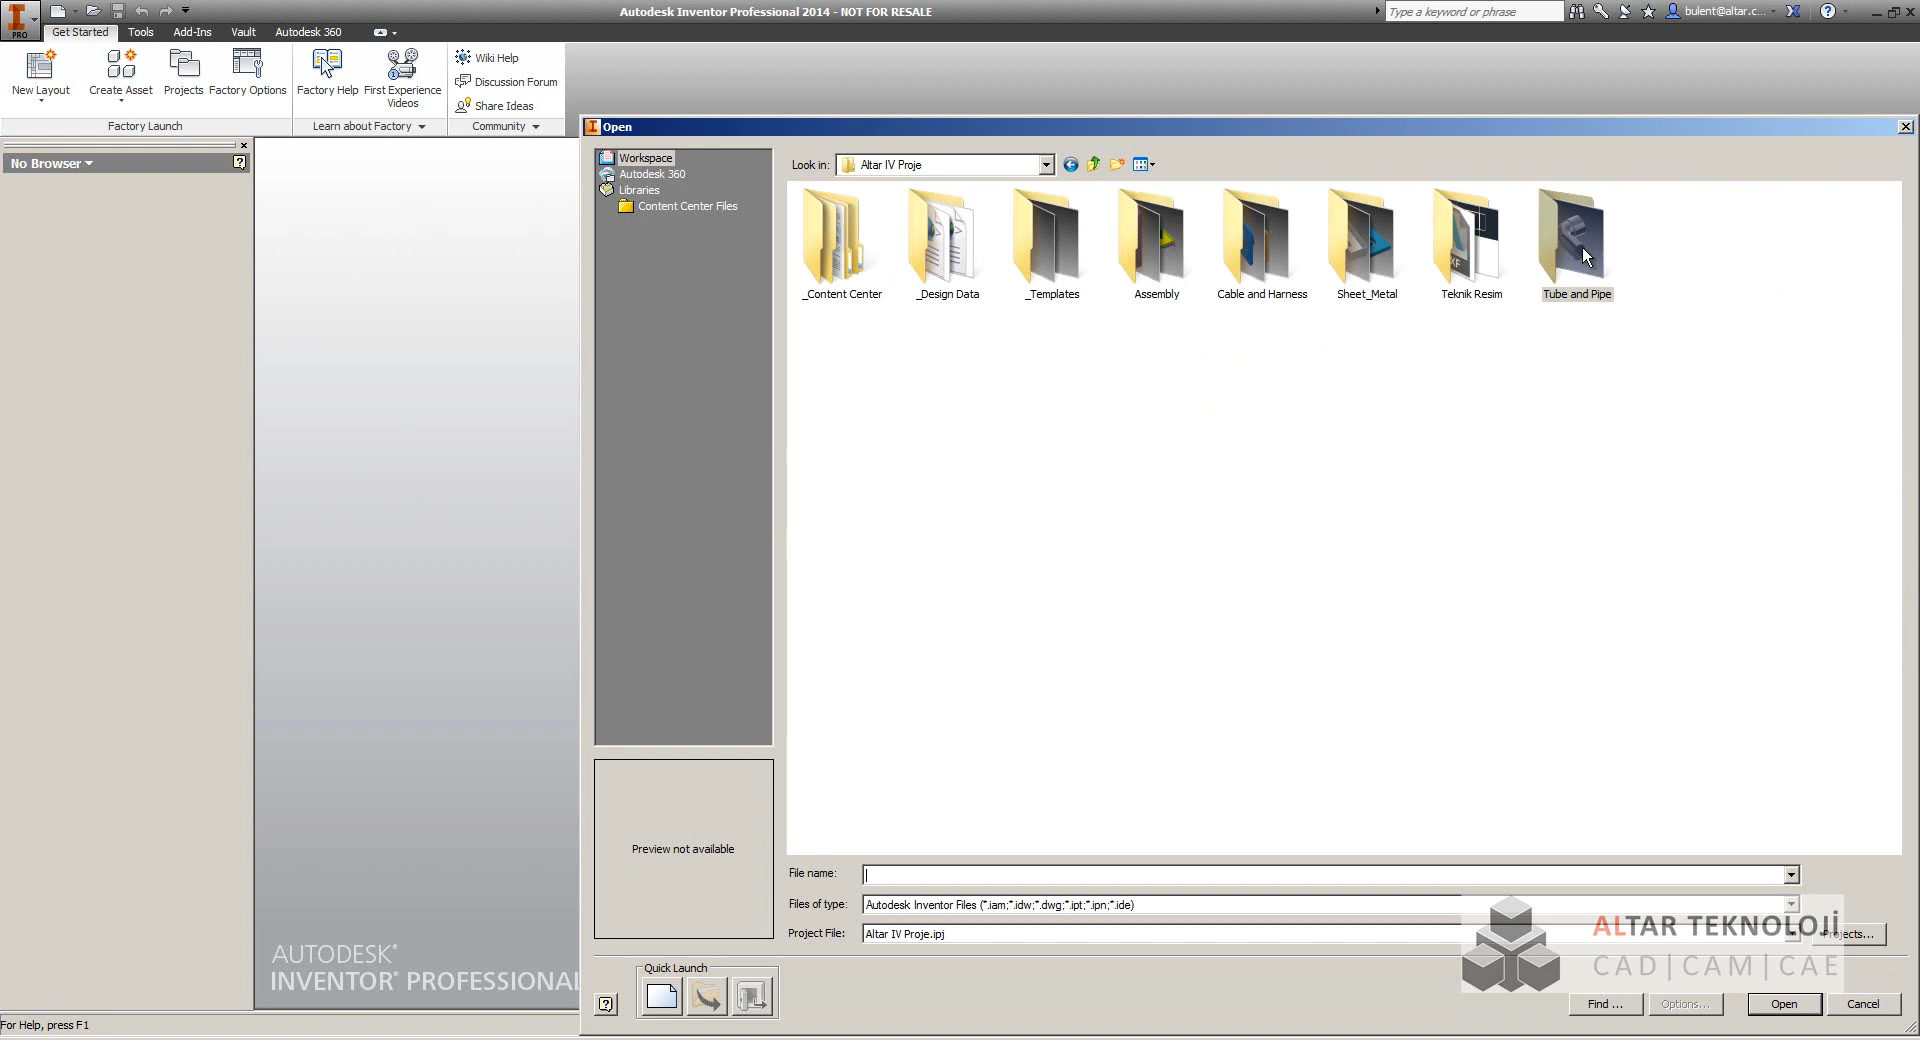 Autodesk Inventor Professional 2014 - NOT FOR RESALE
Type a keyword or phrase
bulent@altar.c...
PRO
Get Started
Tools
Add-Ins
Vault
Autodesk 360
New Layout
Create Asset
Projects
Factory Options
Factory Help
First Experience
Videos
Wiki Help
Discussion Forum
Share Ideas
Factory Launch
Learn about Factory
Community
No Browser
Open
Workspace
Autodesk 360
Libraries
Content Center Files
Look in:
Altar IV Proje
_Content Center
_Design Data
_Templates
Assembly
Cable and Harness
Sheet_Metal
Teknik Resim
Tube and Pipe
Preview not available
File name:
Files of type:
Autodesk Inventor Files (*.iam;*.idw;*.dwg;*.ipt;*.ipn;*.ide)
Project File:
Altar IV Proje.ipj
Projects...
ALTAR TEKNOLOJİ
CAD|CAM|CAE
Quick Launch
Find ...
Options...
Open
Cancel
AUTODESK®
INVENTOR® PROFESSIONAL
For Help, press F1